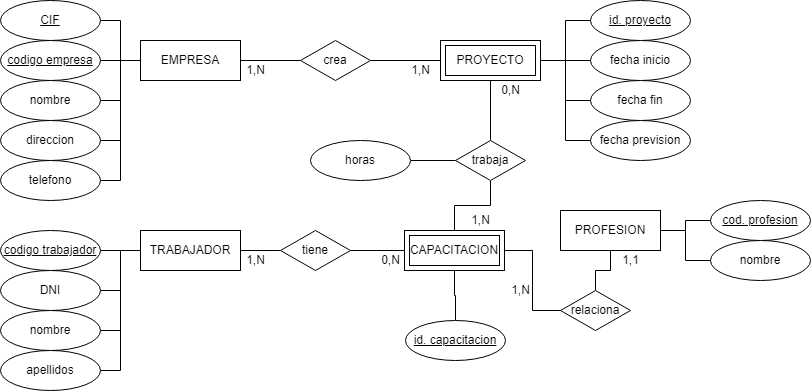 CIF
id. proyecto
codigo empresa
EMPRESA
1,N
crea
1,N
PROYECTO
fecha inicio
0,N
nombre
fecha fin
direccion
fecha prevision
horas
trabaja
telefono
1,N
cod. profesion
codigo trabajador
TRABAJADOR
1,N
tiene
0,N
CAPACITACION
PROFESION
1,1
nombre
DNI
1,N
relaciona
nombre
id. capacitacion
apellidos